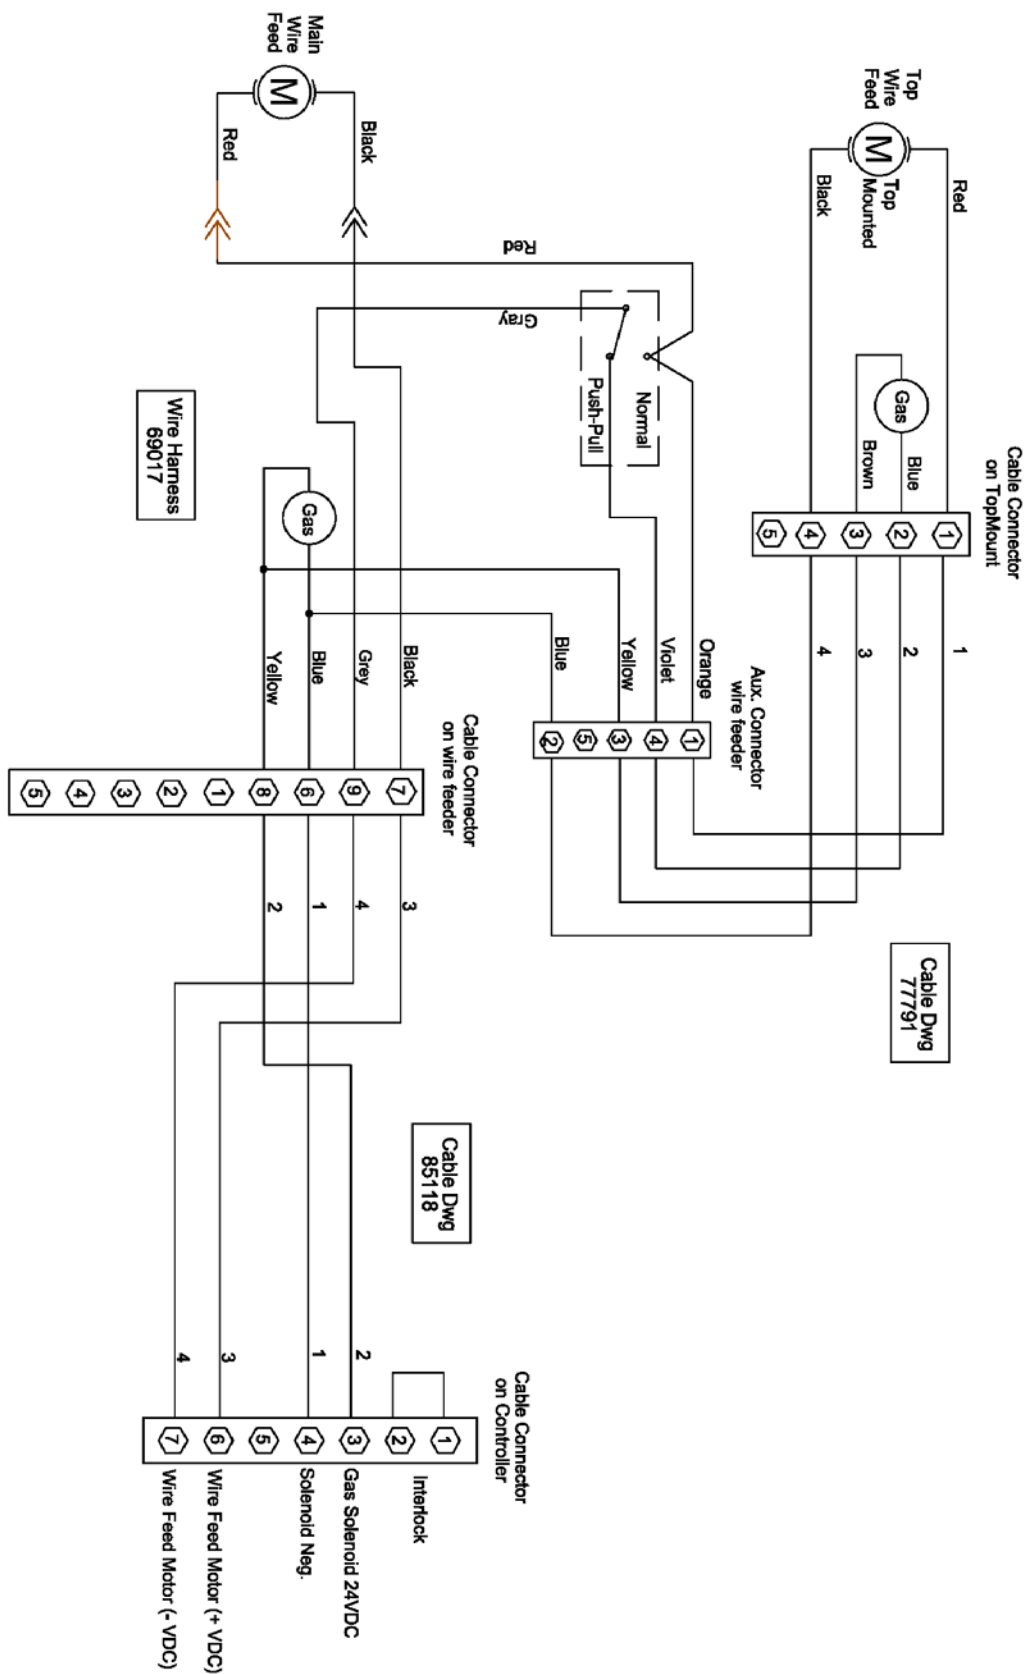 Main
Wire
Feed
M
Black
Red
Top
Wire
Feed
M
Top
Mounted
Red
Black
Red
Gray
Normal
Push-Pull
Gas
Blue
Brown
Cable Connector
on TopMount
1
2
3
4
5
1
2
3
4
Wire Harness
69017
Gas
Black
Grey
Blue
Yellow
Orange
Violet
Yellow
Blue
Aux. Connector
wire feeder
1
4
3
5
2
Cable Connector
on wire feeder
7
9
6
8
1
2
3
4
5
3
4
1
2
Cable Dwg
77791
Cable Dwg
85118
2
1
3
4
Cable Connector
on Controller
1
2
3
4
5
6
7
Interlock
Gas Solenoid 24VDC
Solenoid Neg.
Wire Feed Motor (+ VDC)
Wire Feed Motor (- VDC)